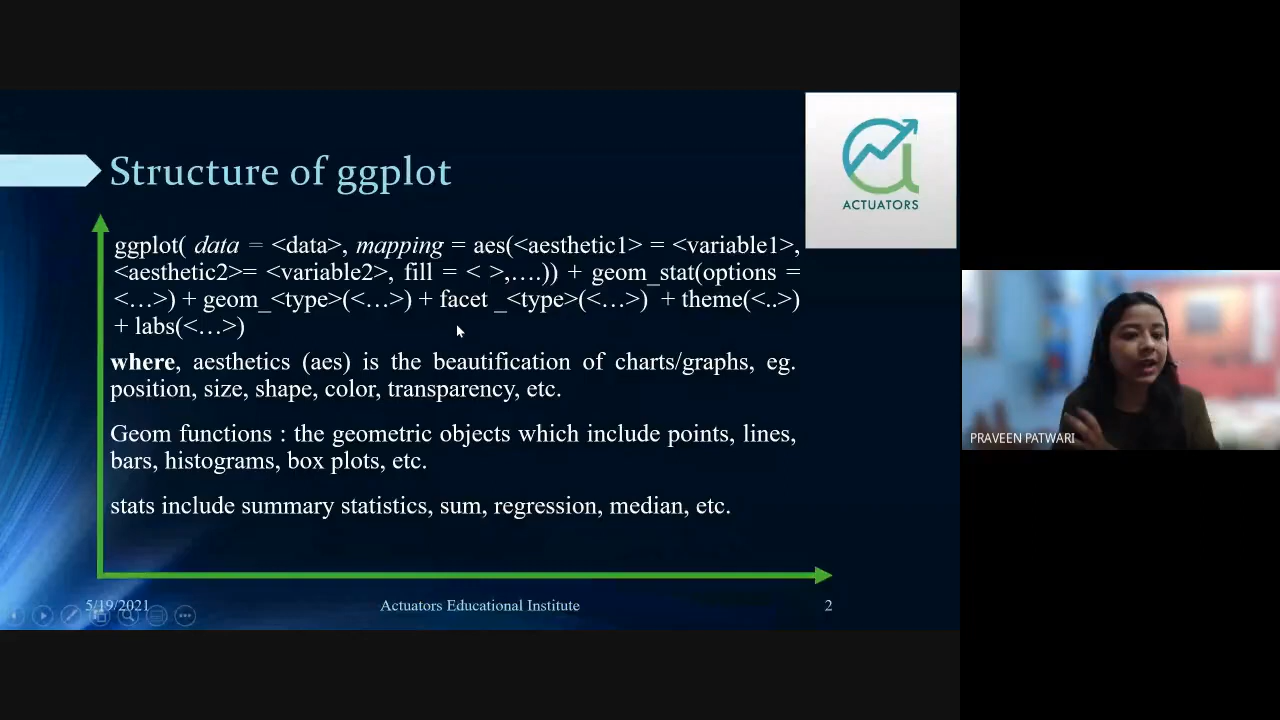 Structure of ggplot
ACTUATORS
ggplot( data = <data>, mapping = aes(<aesthetic1> = <variable1>,
<aesthetic2>= <variable2>, fill = < >,….)) + geom_stat(options =
<…>) + geom_<type>(<…>) + facet _<type>(<…>) + theme(<..>)
+ labs(<…>)
where, aesthetics (aes) is the beautification of charts/graphs, eg.
position, size, shape, color, transparency, etc.
Geom functions : the geometric objects which include points, lines,
bars, histograms, box plots, etc.
stats include summary statistics, sum, regression, median, etc.
PRAVEEN PATWARI
5/19/2021
Actuators Educational Institute
2